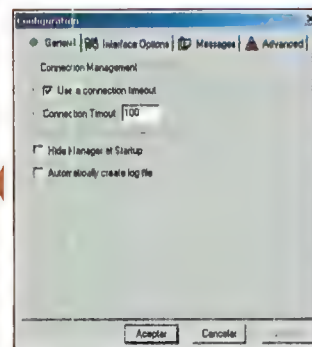 Configuration
General Interface Options Messages Advanced
Connection Management
Use a connection timeout
Connection Timout 100
Hide Manager at Startup
Automatically create log file
Aceptar Cancelar